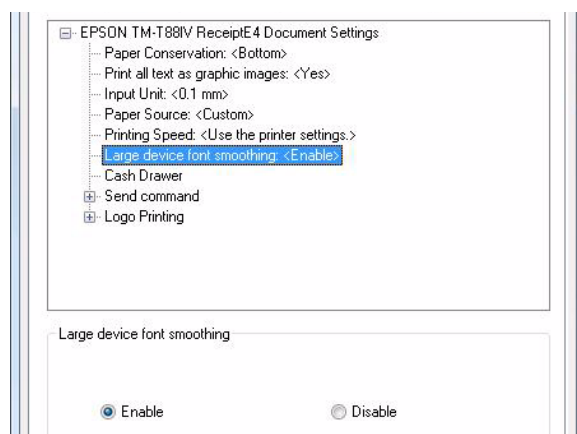 EPSON TM-T88IV ReceiptE4 Document Settings
Paper Conservation: <Bottom>
Print all text as graphic images: <Yes>
Input Unit: <0.1 mm>
Paper Source: <Custom>
Printing Speed: <Use the printer settings.>
Large device font smoothing: <Enable>
Cash Drawer
Send command
Logo Printing
Large device font smoothing
Enable Disable